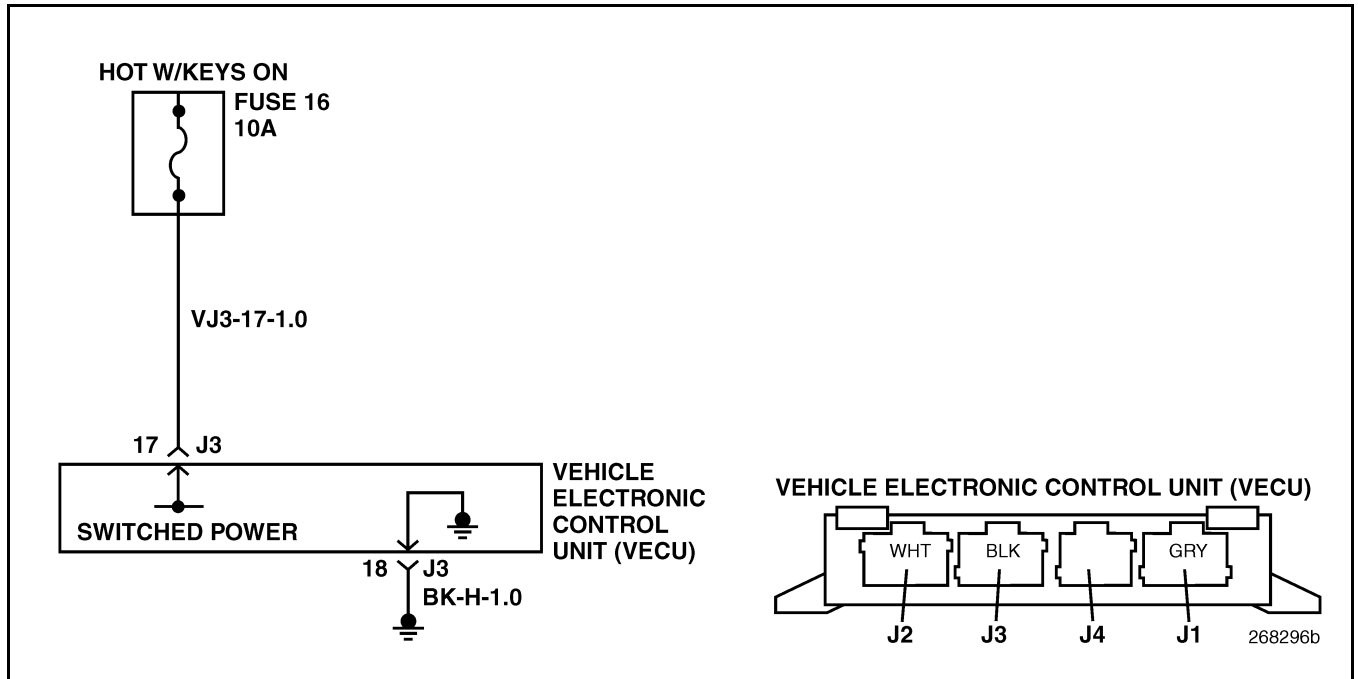 HOT W/KEYS ON
FUSE 16
10A
VJ3-17-1.0
17 J3
SWITCHED POWER
VEHICLE
ELECTRONIC
CONTROL
UNIT (VECU)
18 J3
BK-H-1.0
VEHICLE ELECTRONIC CONTROL UNIT (VECU)
WHT BLK GRY
J2 J3 J4 J1
268296b